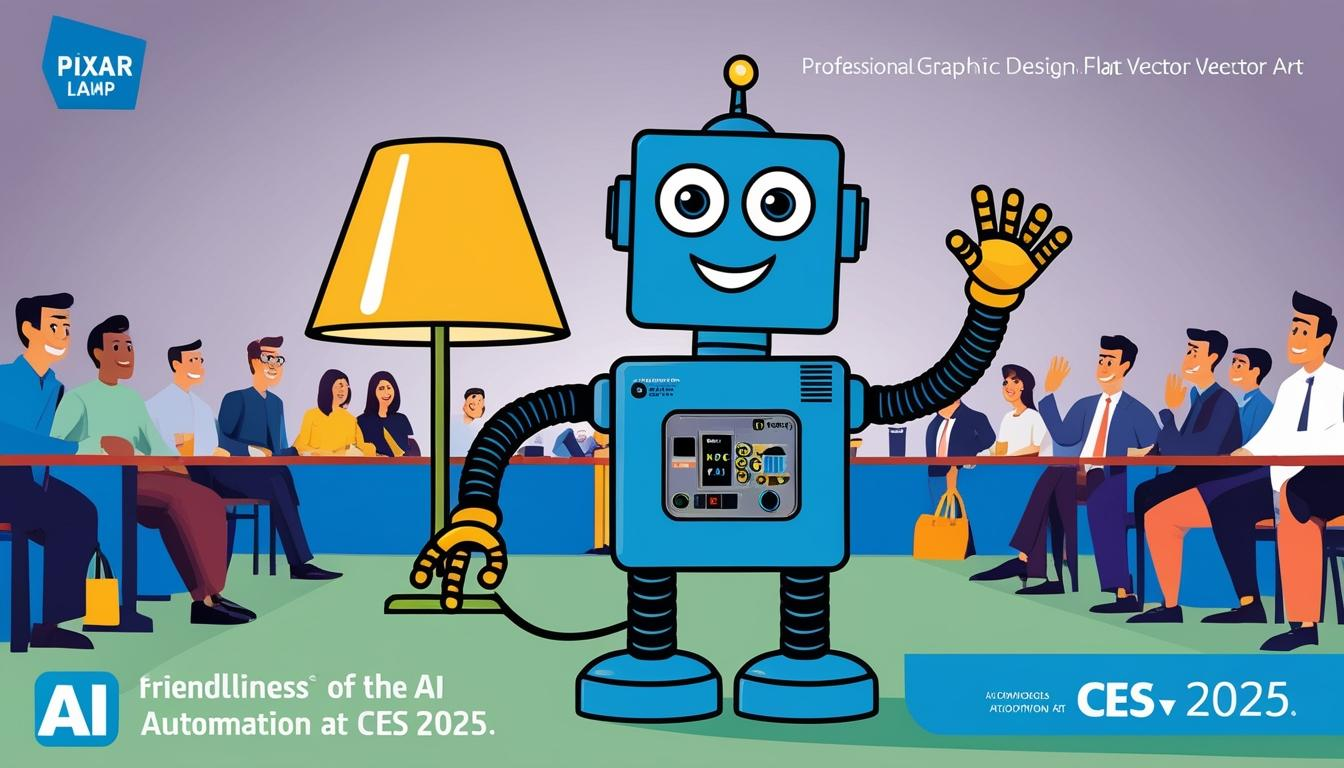 PiXAR
LAMP
Professional Graphic Design. Flat Vector Veector Art
AI
Friendlliness of the AI
Automation at CES 2025.
CES 2025.